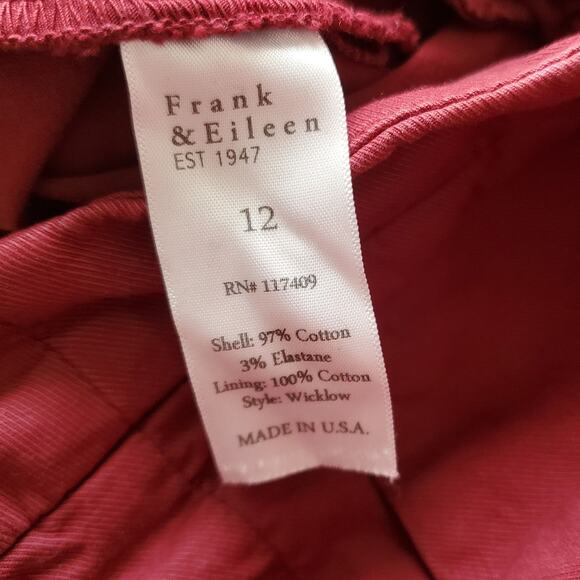 Frank
& Eileen
EST 1947
12
RN# 117409
Shell: 97% Cotton
3% Elastane
Lining: 100% Cotton
Style: Wicklow
MADE IN U.S.A.